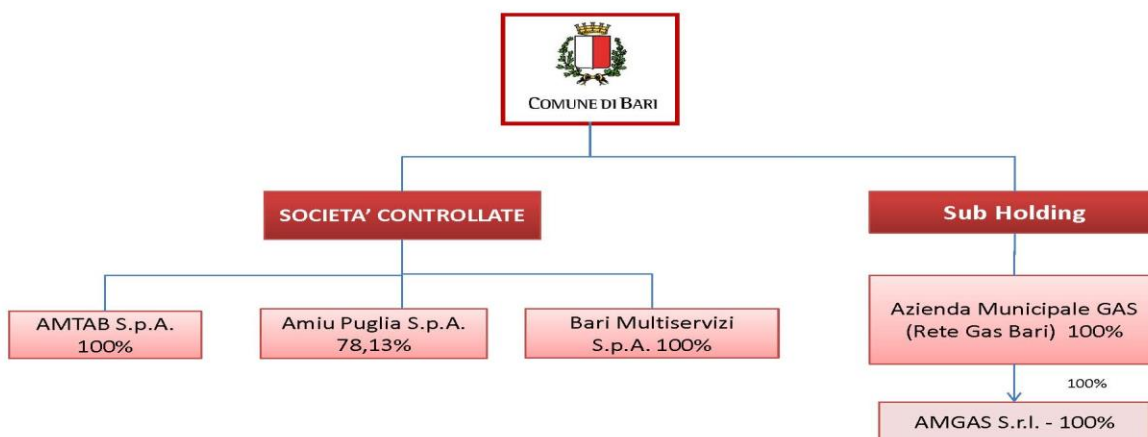 COMUNE DI BARI
SOCIETA’ CONTROLLATE
Sub Holding
AMTAB S.p.A.
100%
Amiu Puglia S.p.A.
78,13%
Bari Multiservizi
S.p.A. 100%
Azienda Municipale GAS
(Rete Gas Bari) 100%
100%
AMGAS S.r.l. - 100%